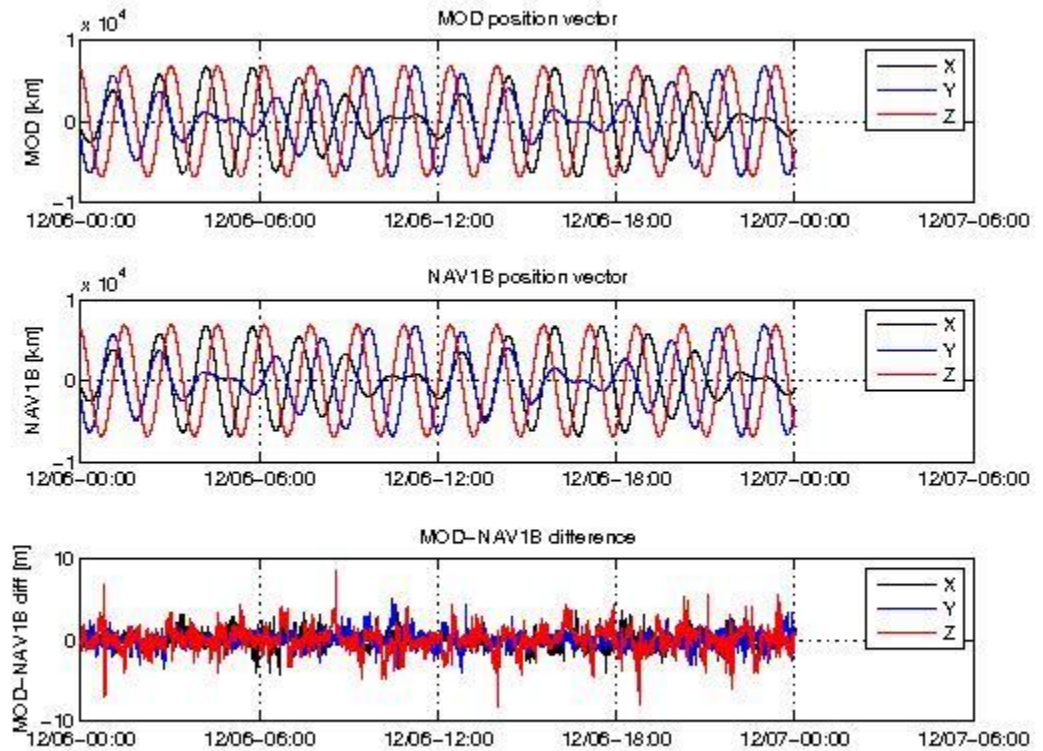 MOD position vector
x 10^4
1
0
-1
MOD [km]
X
Y
Z
12/06-00:00 12/06-06:00 12/06-12:00 12/06-18:00 12/07-00:00 12/07-06:00
NAV1B position vector
x 10^4
1
0
-1
NAV1B [km]
X
Y
Z
12/06-00:00 12/06-06:00 12/06-12:00 12/06-18:00 12/07-00:00 12/07-06:00
MOD-NAV1B difference
10
0
-10
MOD-NAV1B diff [m]
X
Y
Z
12/06-00:00 12/06-06:00 12/06-12:00 12/06-18:00 12/07-00:00 12/07-06:00